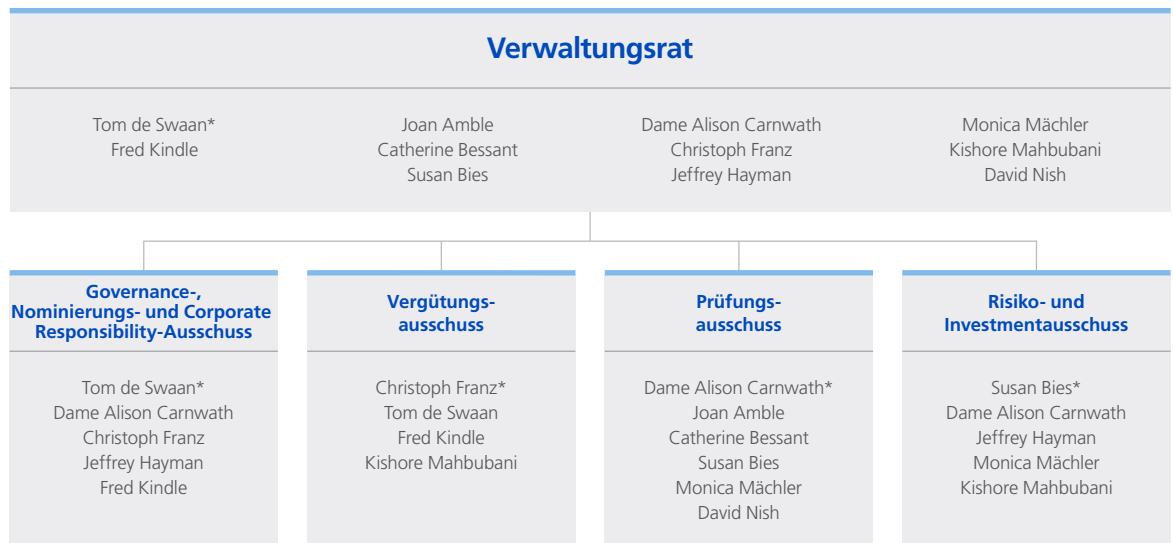 Verwaltungsrat
Tom de Swaan*
Fred Kindle
Joan Amble
Catherine Bessant
Susan Bies
Dame Alison Carnwath
Christoph Franz
Jeffrey Hayman
Monica Mächler
Kishore Mahbubani
David Nish
Governance-,
Nominierungs- und Corporate
Responsibility-Ausschuss
Tom de Swaan*
Dame Alison Carnwath
Christoph Franz
Jeffrey Hayman
Fred Kindle
Vergütungs-
ausschuss
Christoph Franz*
Tom de Swaan
Fred Kindle
Kishore Mahbubani
Prüfungs-
ausschuss
Dame Alison Carnwath*
Joan Amble
Catherine Bessant
Susan Bies
Monica Mächler
David Nish
Risiko- und
Investmentausschuss
Susan Bies*
Dame Alison Carnwath
Jeffrey Hayman
Monica Mächler
Kishore Mahbubani